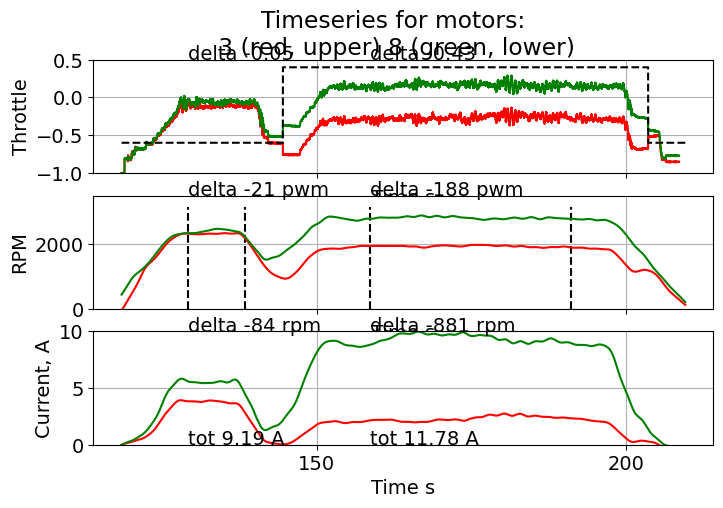 Timeseries for motors:
3 (red, upper) 8 (green, lower)
delta -0.05 delta -0.43
Throttle
0.5
0.0
−0.5
−1.0
delta -21 pwm delta -188 pwm
RPM
2000
0
delta -84 rpm delta -881 rpm
Current, A
10
5
0
tot 9.19 A tot 11.78 A
150 200
Time s